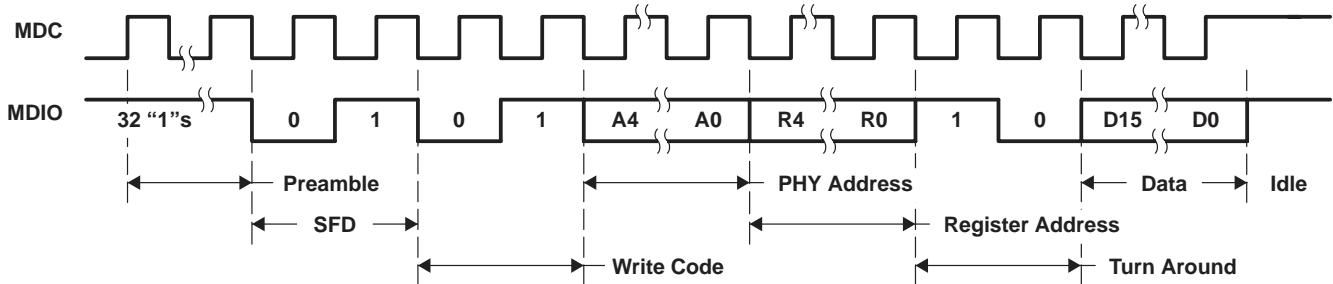 MDC
MDIO
32 “1”s 0 1 0 1 A4 A0 R4 R0 1 0 D15 D0
Preamble PHY Address Data Idle
SFD Register Address
Write Code Turn Around